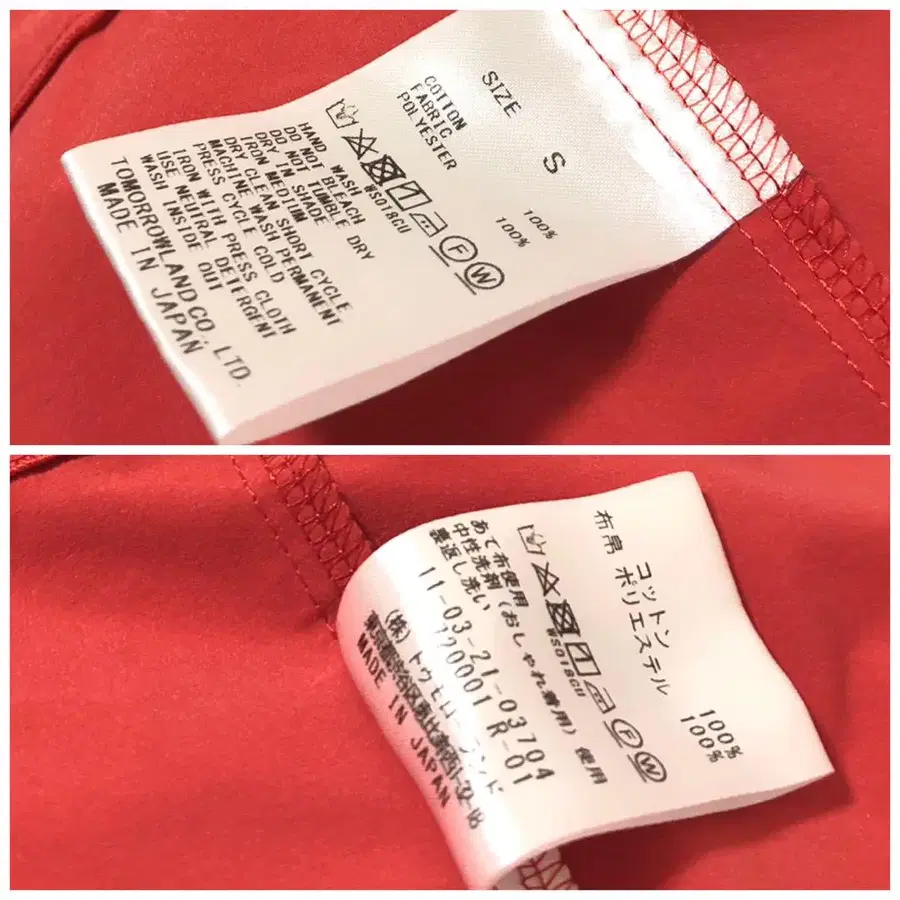 SIZE S
COTTON 100%
FABRIC
POLYESTER 100%
WS018GU
F
W
HAND WASH
DO NOT BLEACH
DO NOT TUMBLE DRY
DRY IN SHADE
IRON MEDIUM
DRY CLEAN SHORT CYCLE
MACHINE WASH PERMANENT
PRESS CYCLE COLD
IRON WITH PRESS CLOTH
USE NEUTRAL DETERGENT
WASH INSIDE OUT
TOMORROWLAND CO., LTD.
MADE IN JAPAN
コットン 100%
布帛 ポリエステル 100%
WS018GU
F
W
あて布使用
中性洗剤(おしゃれ着用)使用
裏返し洗い
11-03-21-03704
220001 R-01
(株)トゥモローランド
MADE IN JAPAN